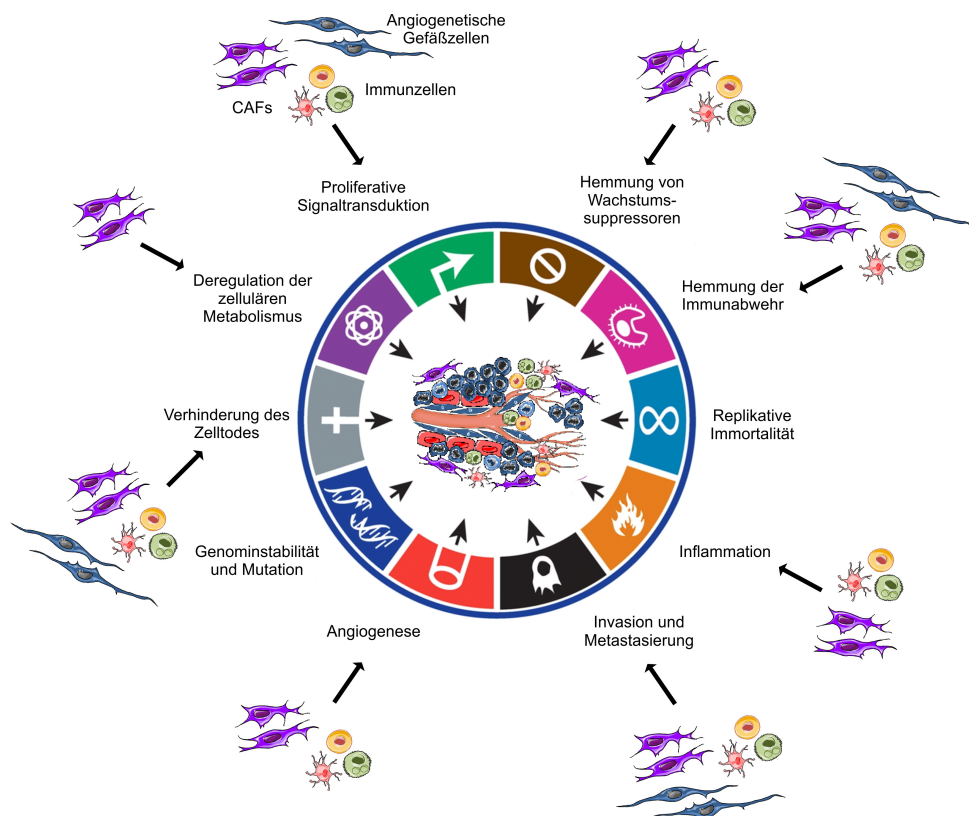 Angiogenetische
Gefäßzellen
Immunzellen
CAFs
Proliferative
Signaltransduktion
Hemmung von
Wachstums-
suppressoren
Deregulation der
zellulären
Metabolismus
Hemmung der
Immunabwehr
Verhinderung des
Zelltodes
Replikative
Immortalität
Genominstabilität
und Mutation
Inflammation
Angiogenese
Invasion und
Metastasierung